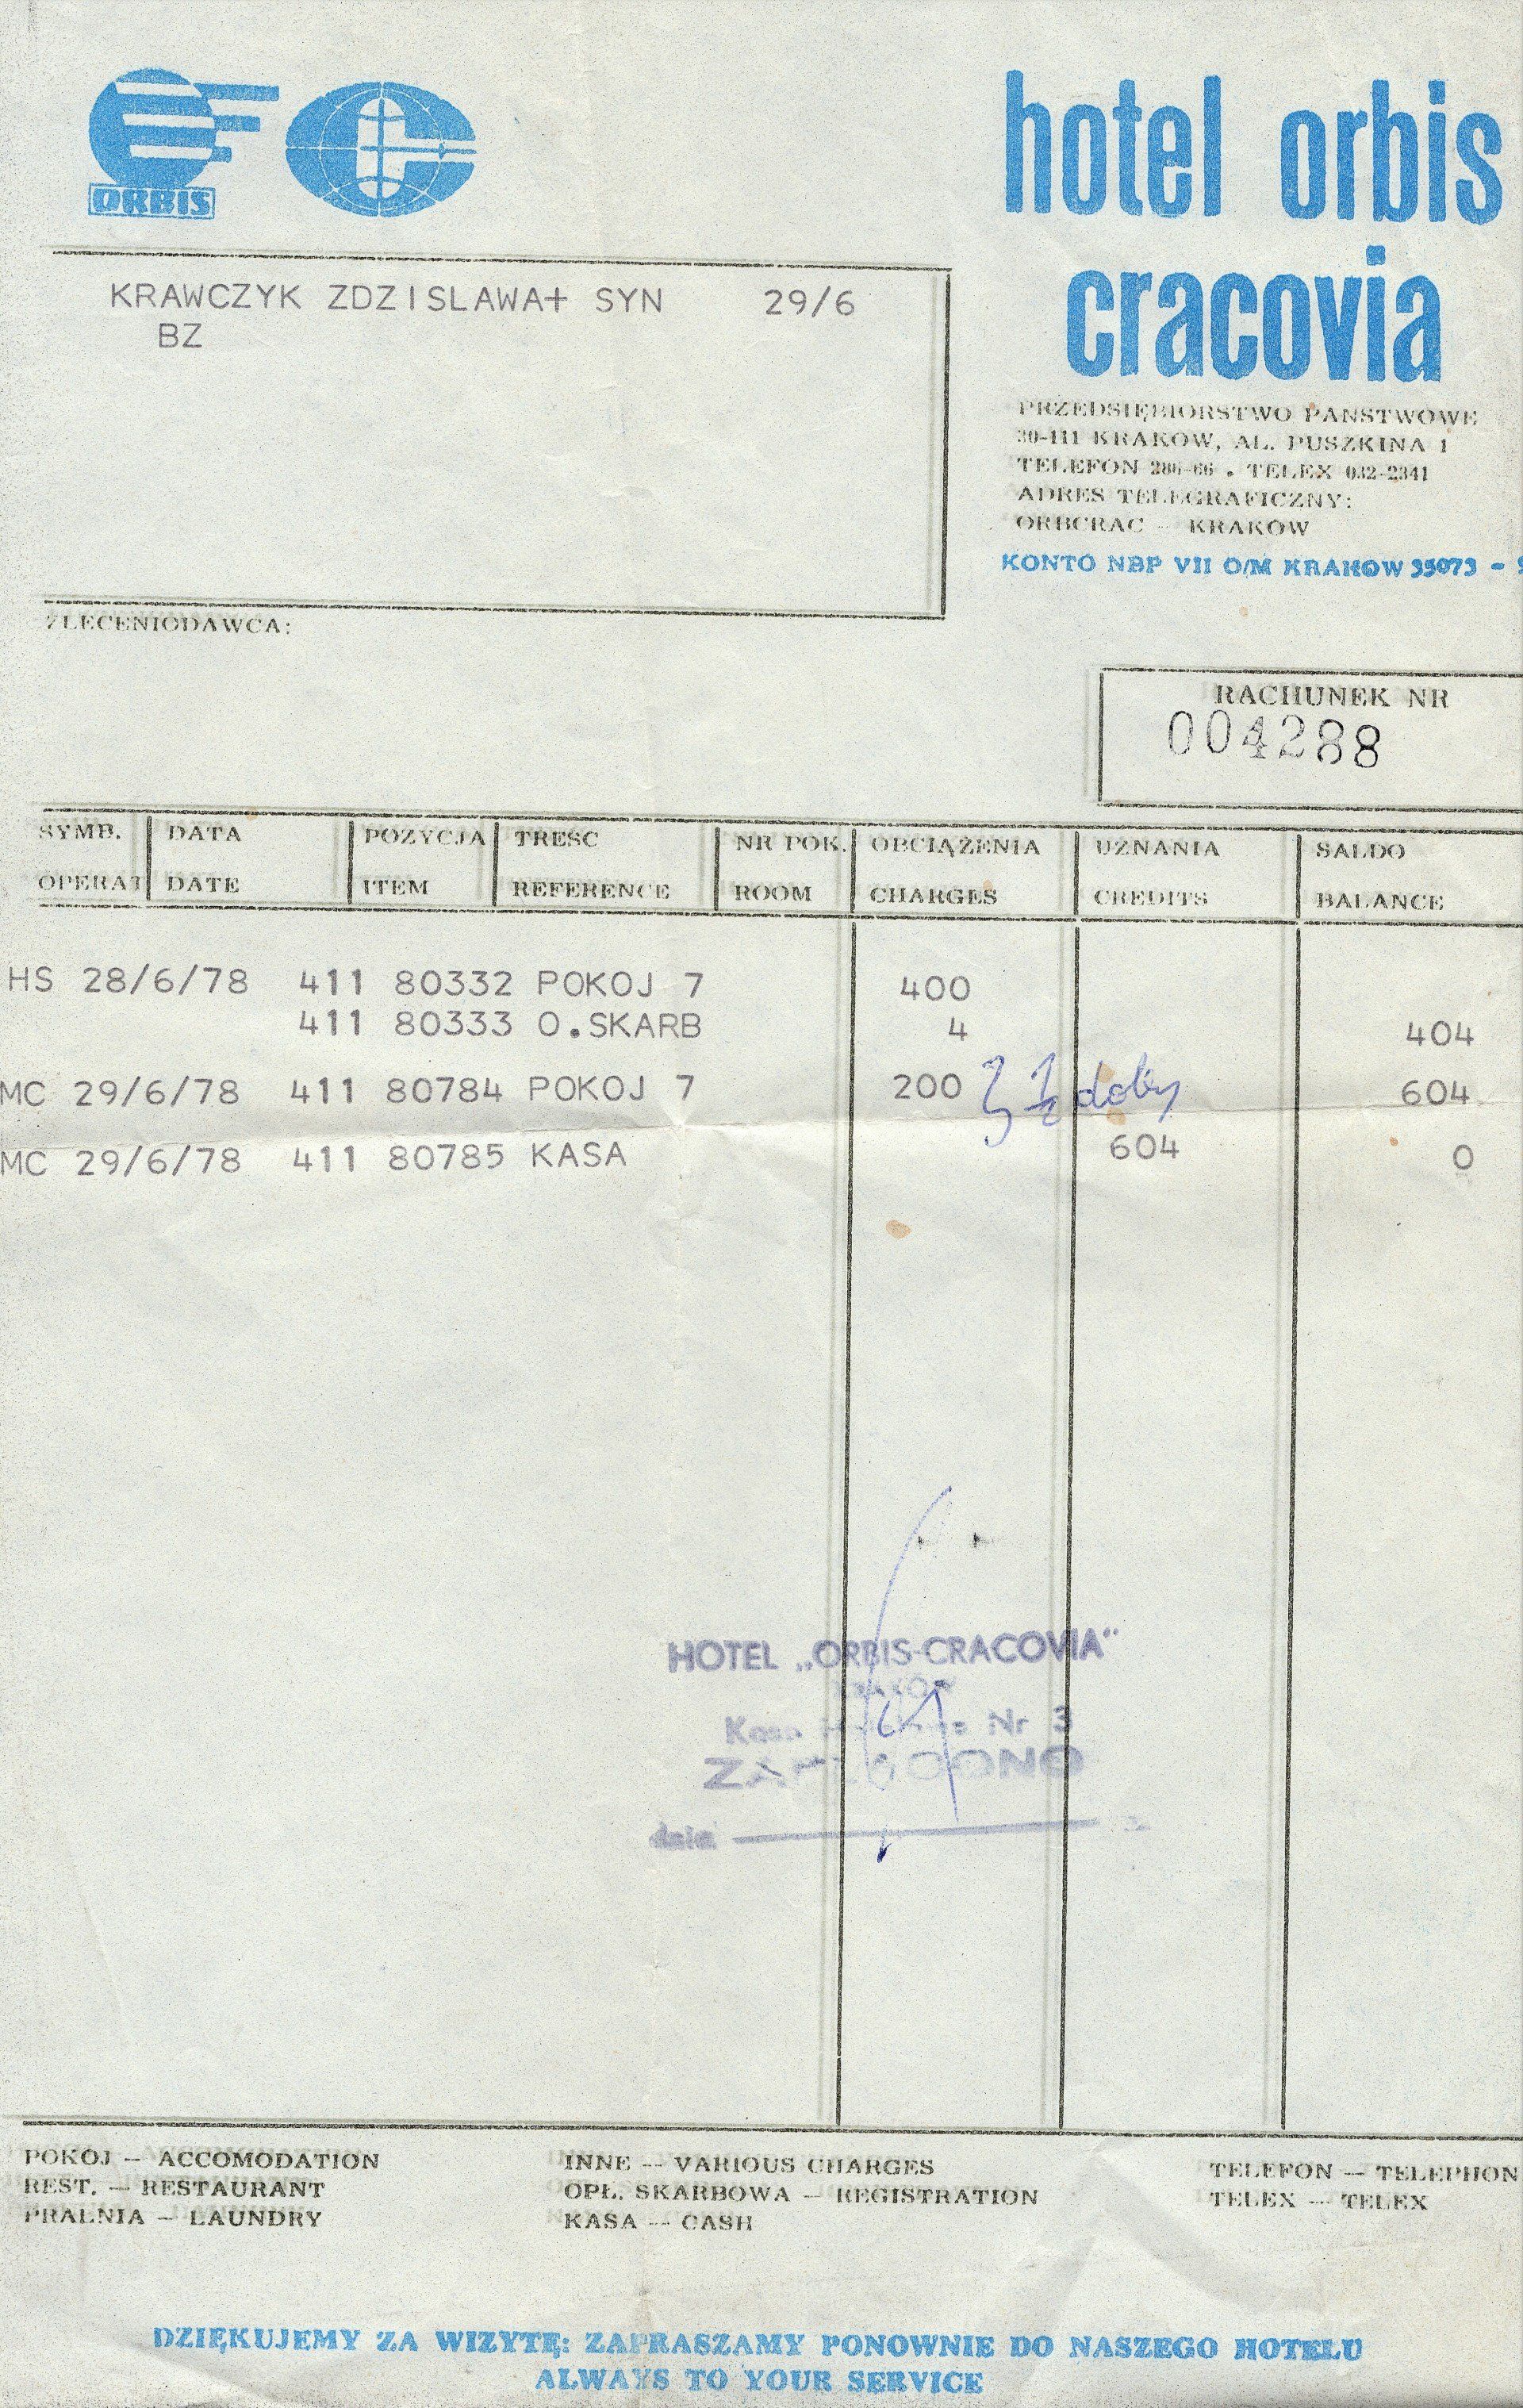 ORBIS
hotel orbis
cracovia
KRAWCZYK ZDZISLAWA+ SYN 29/6
BZ
PRZEDSIĘBIORSTWO PANSTWOWE
30-111 KRAKOW, AL. PUSZKINA 1
TELEFON 286-66 . TELEX 032-2341
ADRES TELEGRAFICZNY:
ORBCRAC - KRAKOW
KONTO NBP VII O/M KRAKOW 35073 -
ZLECENIODAWCA:
RACHUNEK NR
004288
SYMB. DATA POZYCJA TRESC NR POK. OBCIĄŻENIA UZNANIA SALDO
OPERAT DATE ITEM REFERENCE ROOM CHARGES CREDITS BALANCE
HS 28/6/78 411 80332 POKOJ 7 400
411 80333 O.SKARB 4 404
MC 29/6/78 411 80784 POKOJ 7 200 } 1/2 doby 604
MC 29/6/78 411 80785 KASA 604 0
HOTEL „ORBIS-CRACOVIA"
KRAKÓW
Kasa Nr 3
ZAPŁACONO
dnia
POKOJ - ACCOMODATION INNE - VARIOUS CHARGES TELEFON - TELEPHON
REST. - RESTAURANT OPŁ. SKARBOWA - REGISTRATION TELEX - TELEX
PRALNIA - LAUNDRY KASA - CASH
DZIĘKUJEMY ZA WIZYTĘ: ZAPRASZAMY PONOWNIE DO NASZEGO HOTELU
ALWAYS TO YOUR SERVICE